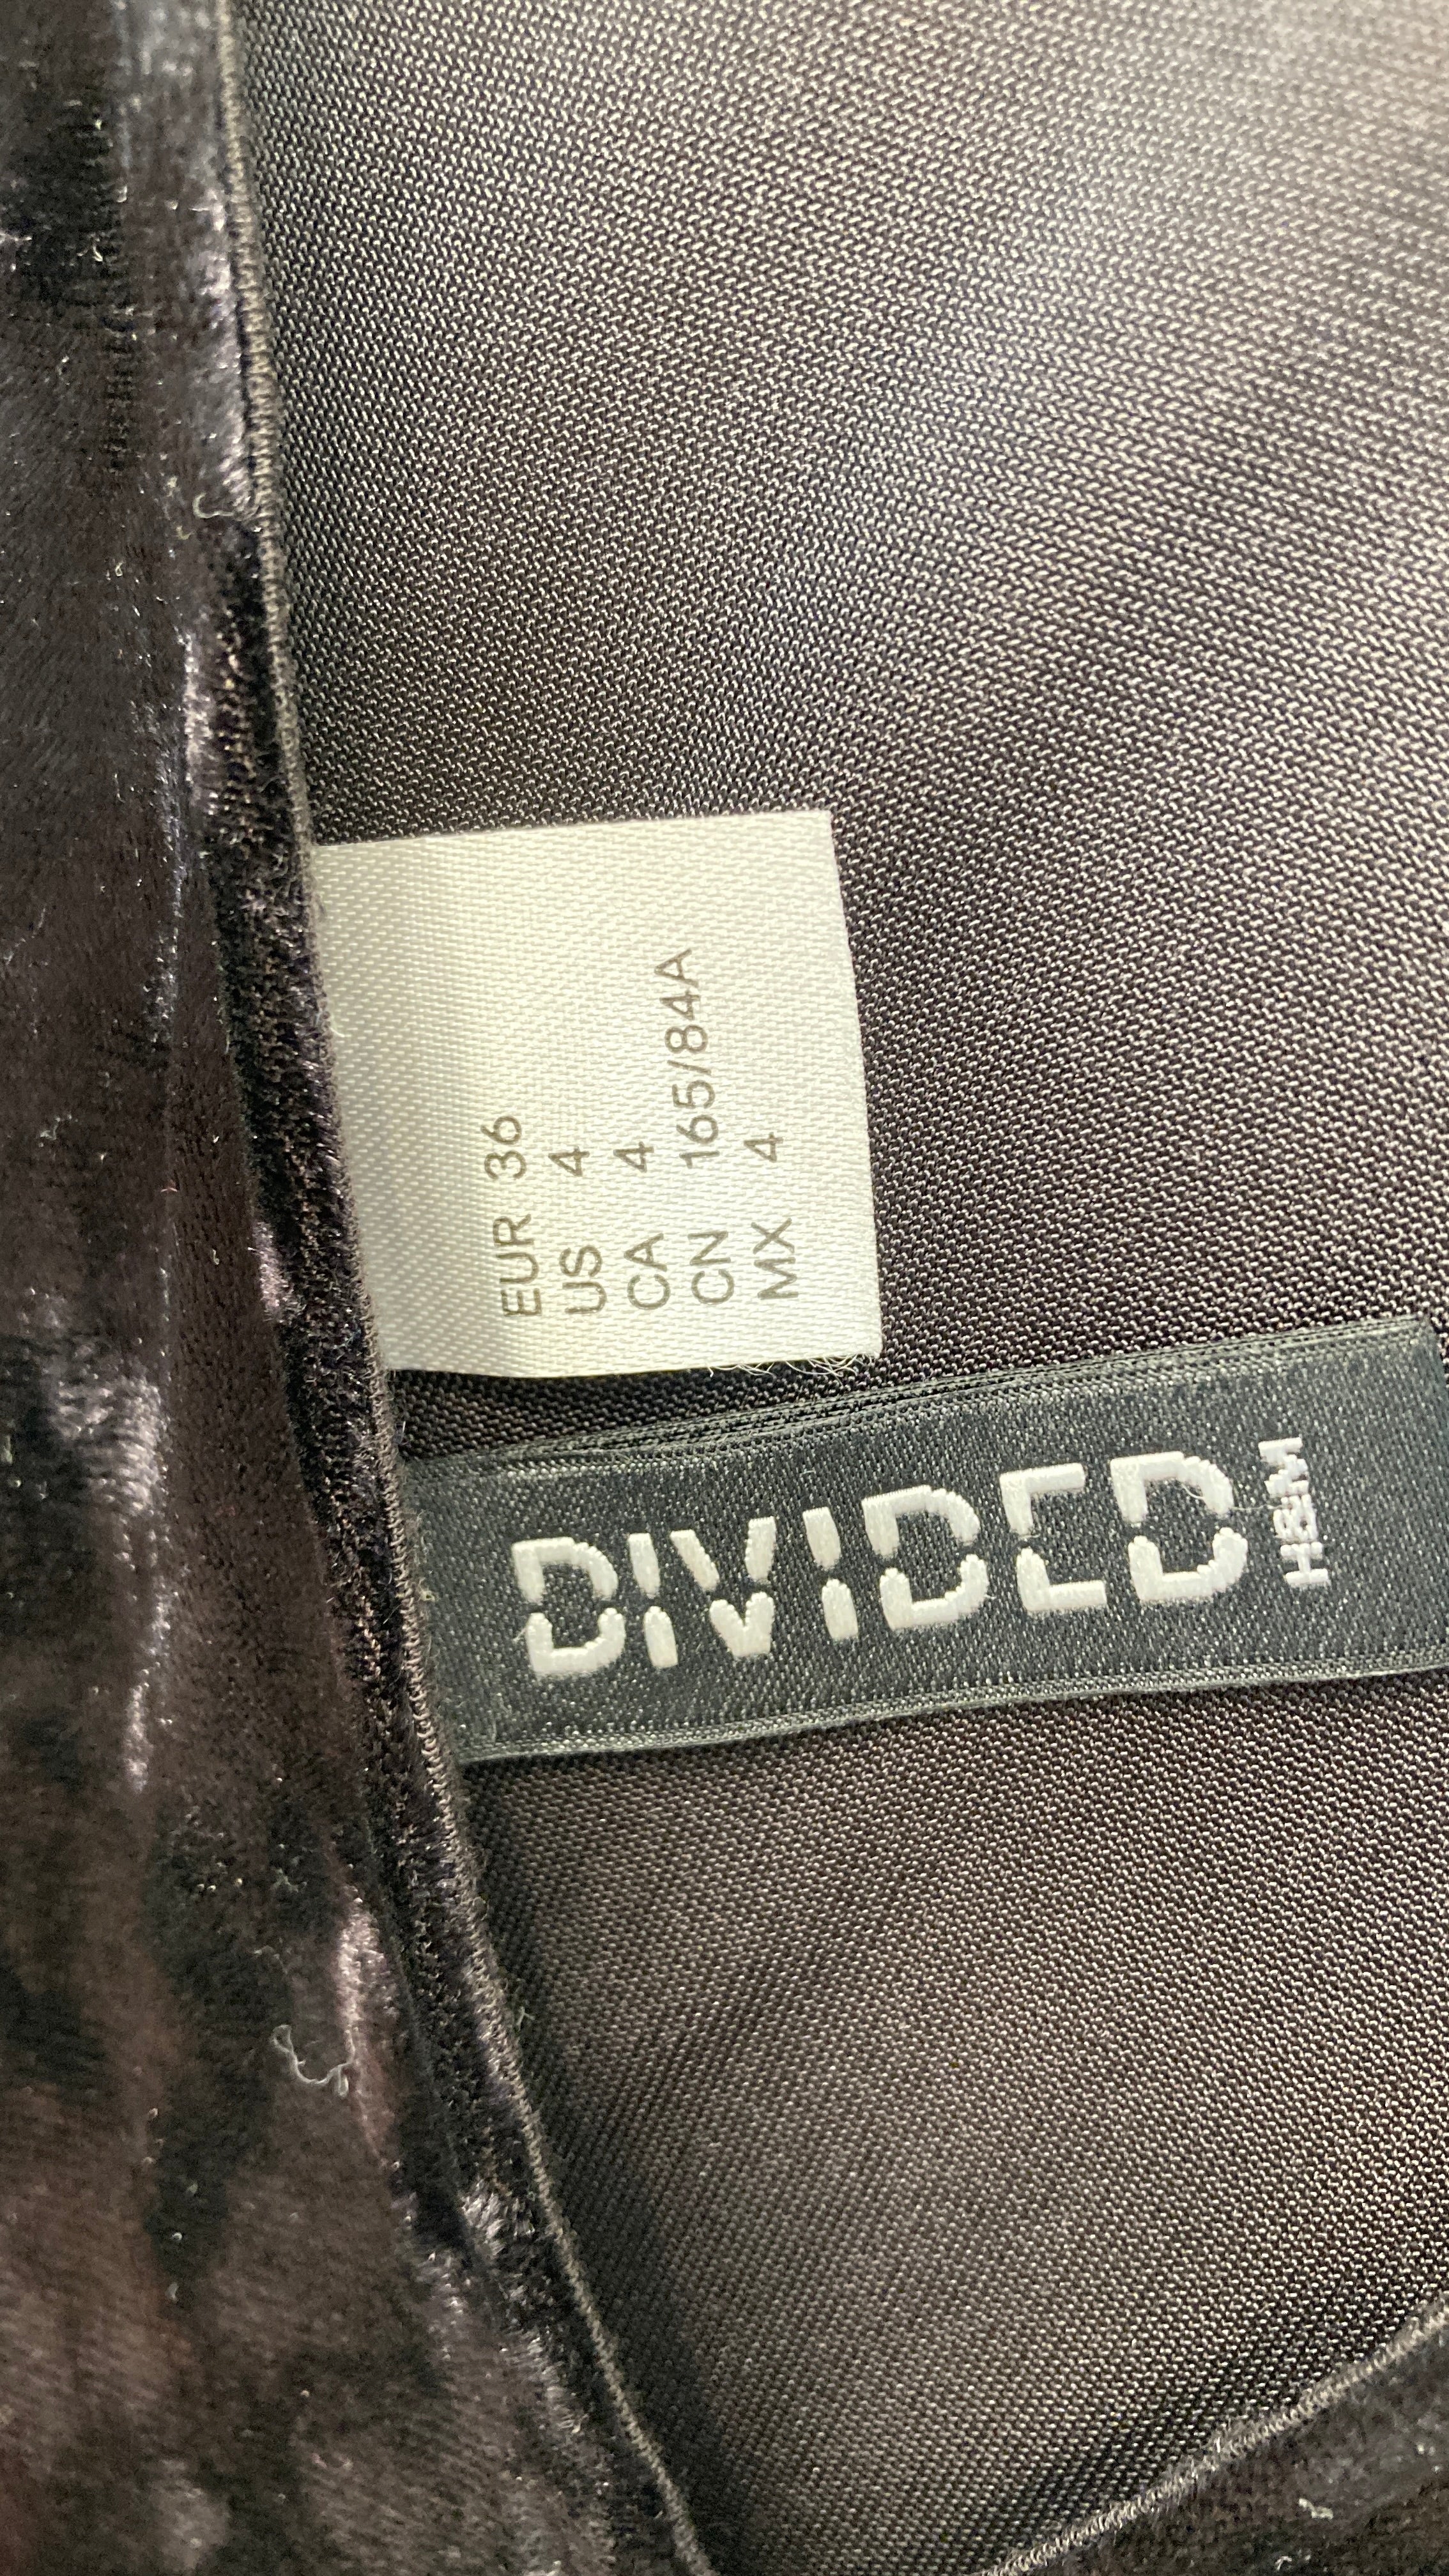 EUR 36
US 4
CA 4
CN 165/84A
MX 4
DIVIDED
H&M